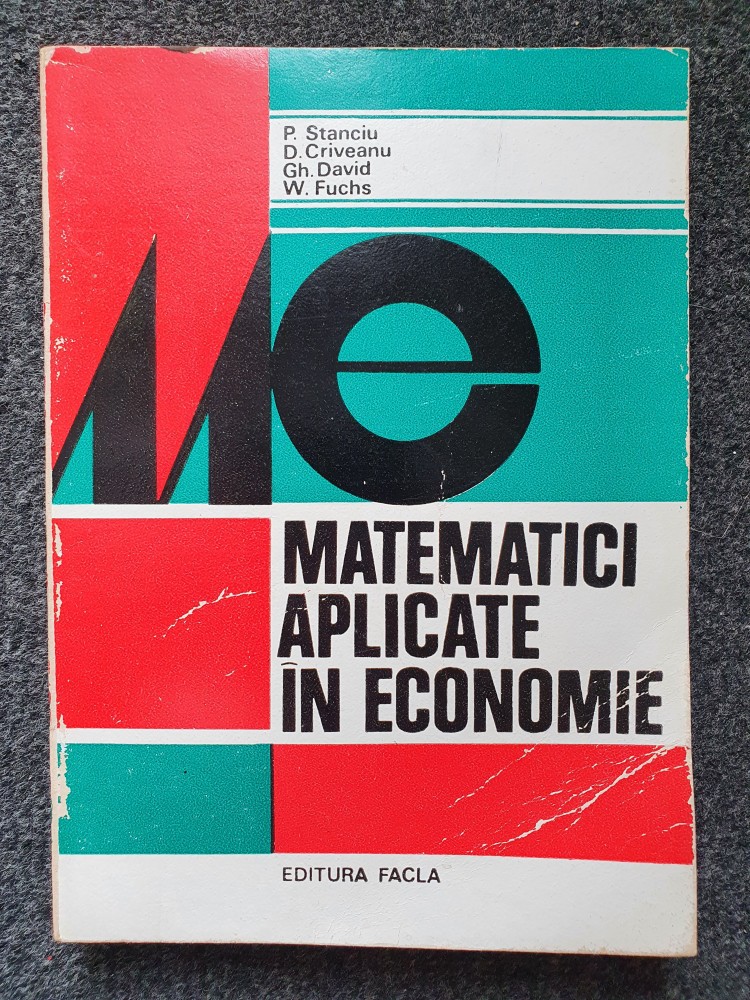 P. Stanciu
D. Criveanu
Gh. David
W. Fuchs
Me
MATEMATICI
APLICATE
ÎN ECONOMIE
EDITURA FACLA